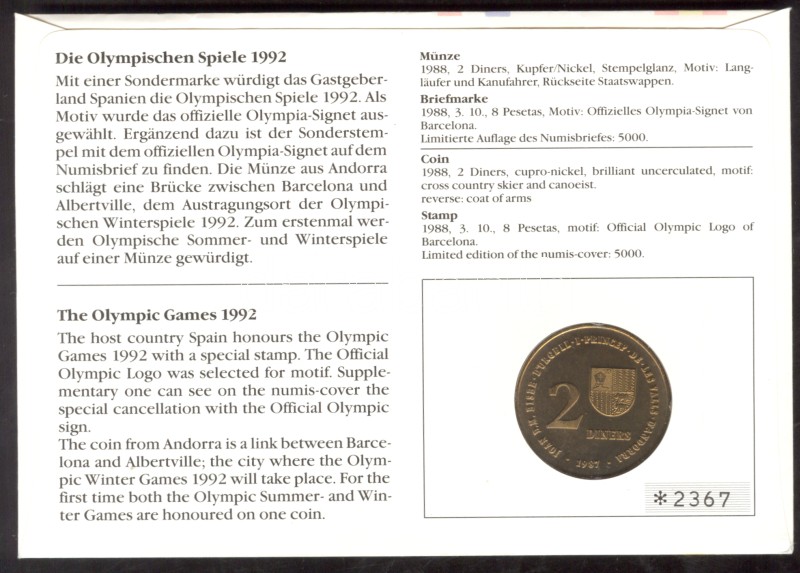 Die Olympischen Spiele 1992
Mit einer Sondermarke würdigt das Gastgeber-
land Spanien die Olympischen Spiele 1992. Als
Motiv wurde das offizielle Olympia-Signet aus-
gewählt. Ergänzend dazu ist der Sonderstem-
pel mit dem offiziellen Olympia-Signet auf dem
Numisbrief zu finden. Die Münze aus Andorra
schlägt eine Brücke zwischen Barcelona und
Albertville, dem Austragungsort der Olympi-
schen Winterspiele 1992. Zum erstenmal wer-
den Olympische Sommer- und Winterspiele
auf einer Münze gewürdigt.
The Olympic Games 1992
The host country Spain honours the Olympic
Games 1992 with a special stamp. The Official
Olympic Logo was selected for motif. Supple-
mentary one can see on the numis-cover the
special cancellation with the Official Olympic
sign.
The coin from Andorra is a link between Barce-
lona and Albertville; the city where the Olym-
pic Winter Games 1992 will take place. For the
first time both the Olympic Summer- and Win-
ter Games are honoured on one coin.
Münze
1988, 2 Diners, Kupfer/Nickel, Stempelglanz, Motiv: Lang-
läufer und Kanufahrer, Rückseite Staatswappen.
Briefmarke
1988, 3. 10., 8 Pesetas, Motiv: Offizielles Olympia-Signet von
Barcelona.
Limitierte Auflage des Numisbriefes: 5000.
Coin
1988, 2 Diners, cupro-nickel, brilliant uncerculated, motif:
cross country skier and canoeist.
reverse: coat of arms
Stamp
1988, 3. 10., 8 Pesetas, motif: Official Olympic Logo of
Barcelona.
Limited edition of the numis-cover: 5000.
JOAN D.M. BISBE D'URGELL · I · PRINCEP · DE · LES VALLS D'ANDORRA
2
DINERS
· 1987 ·
*2367